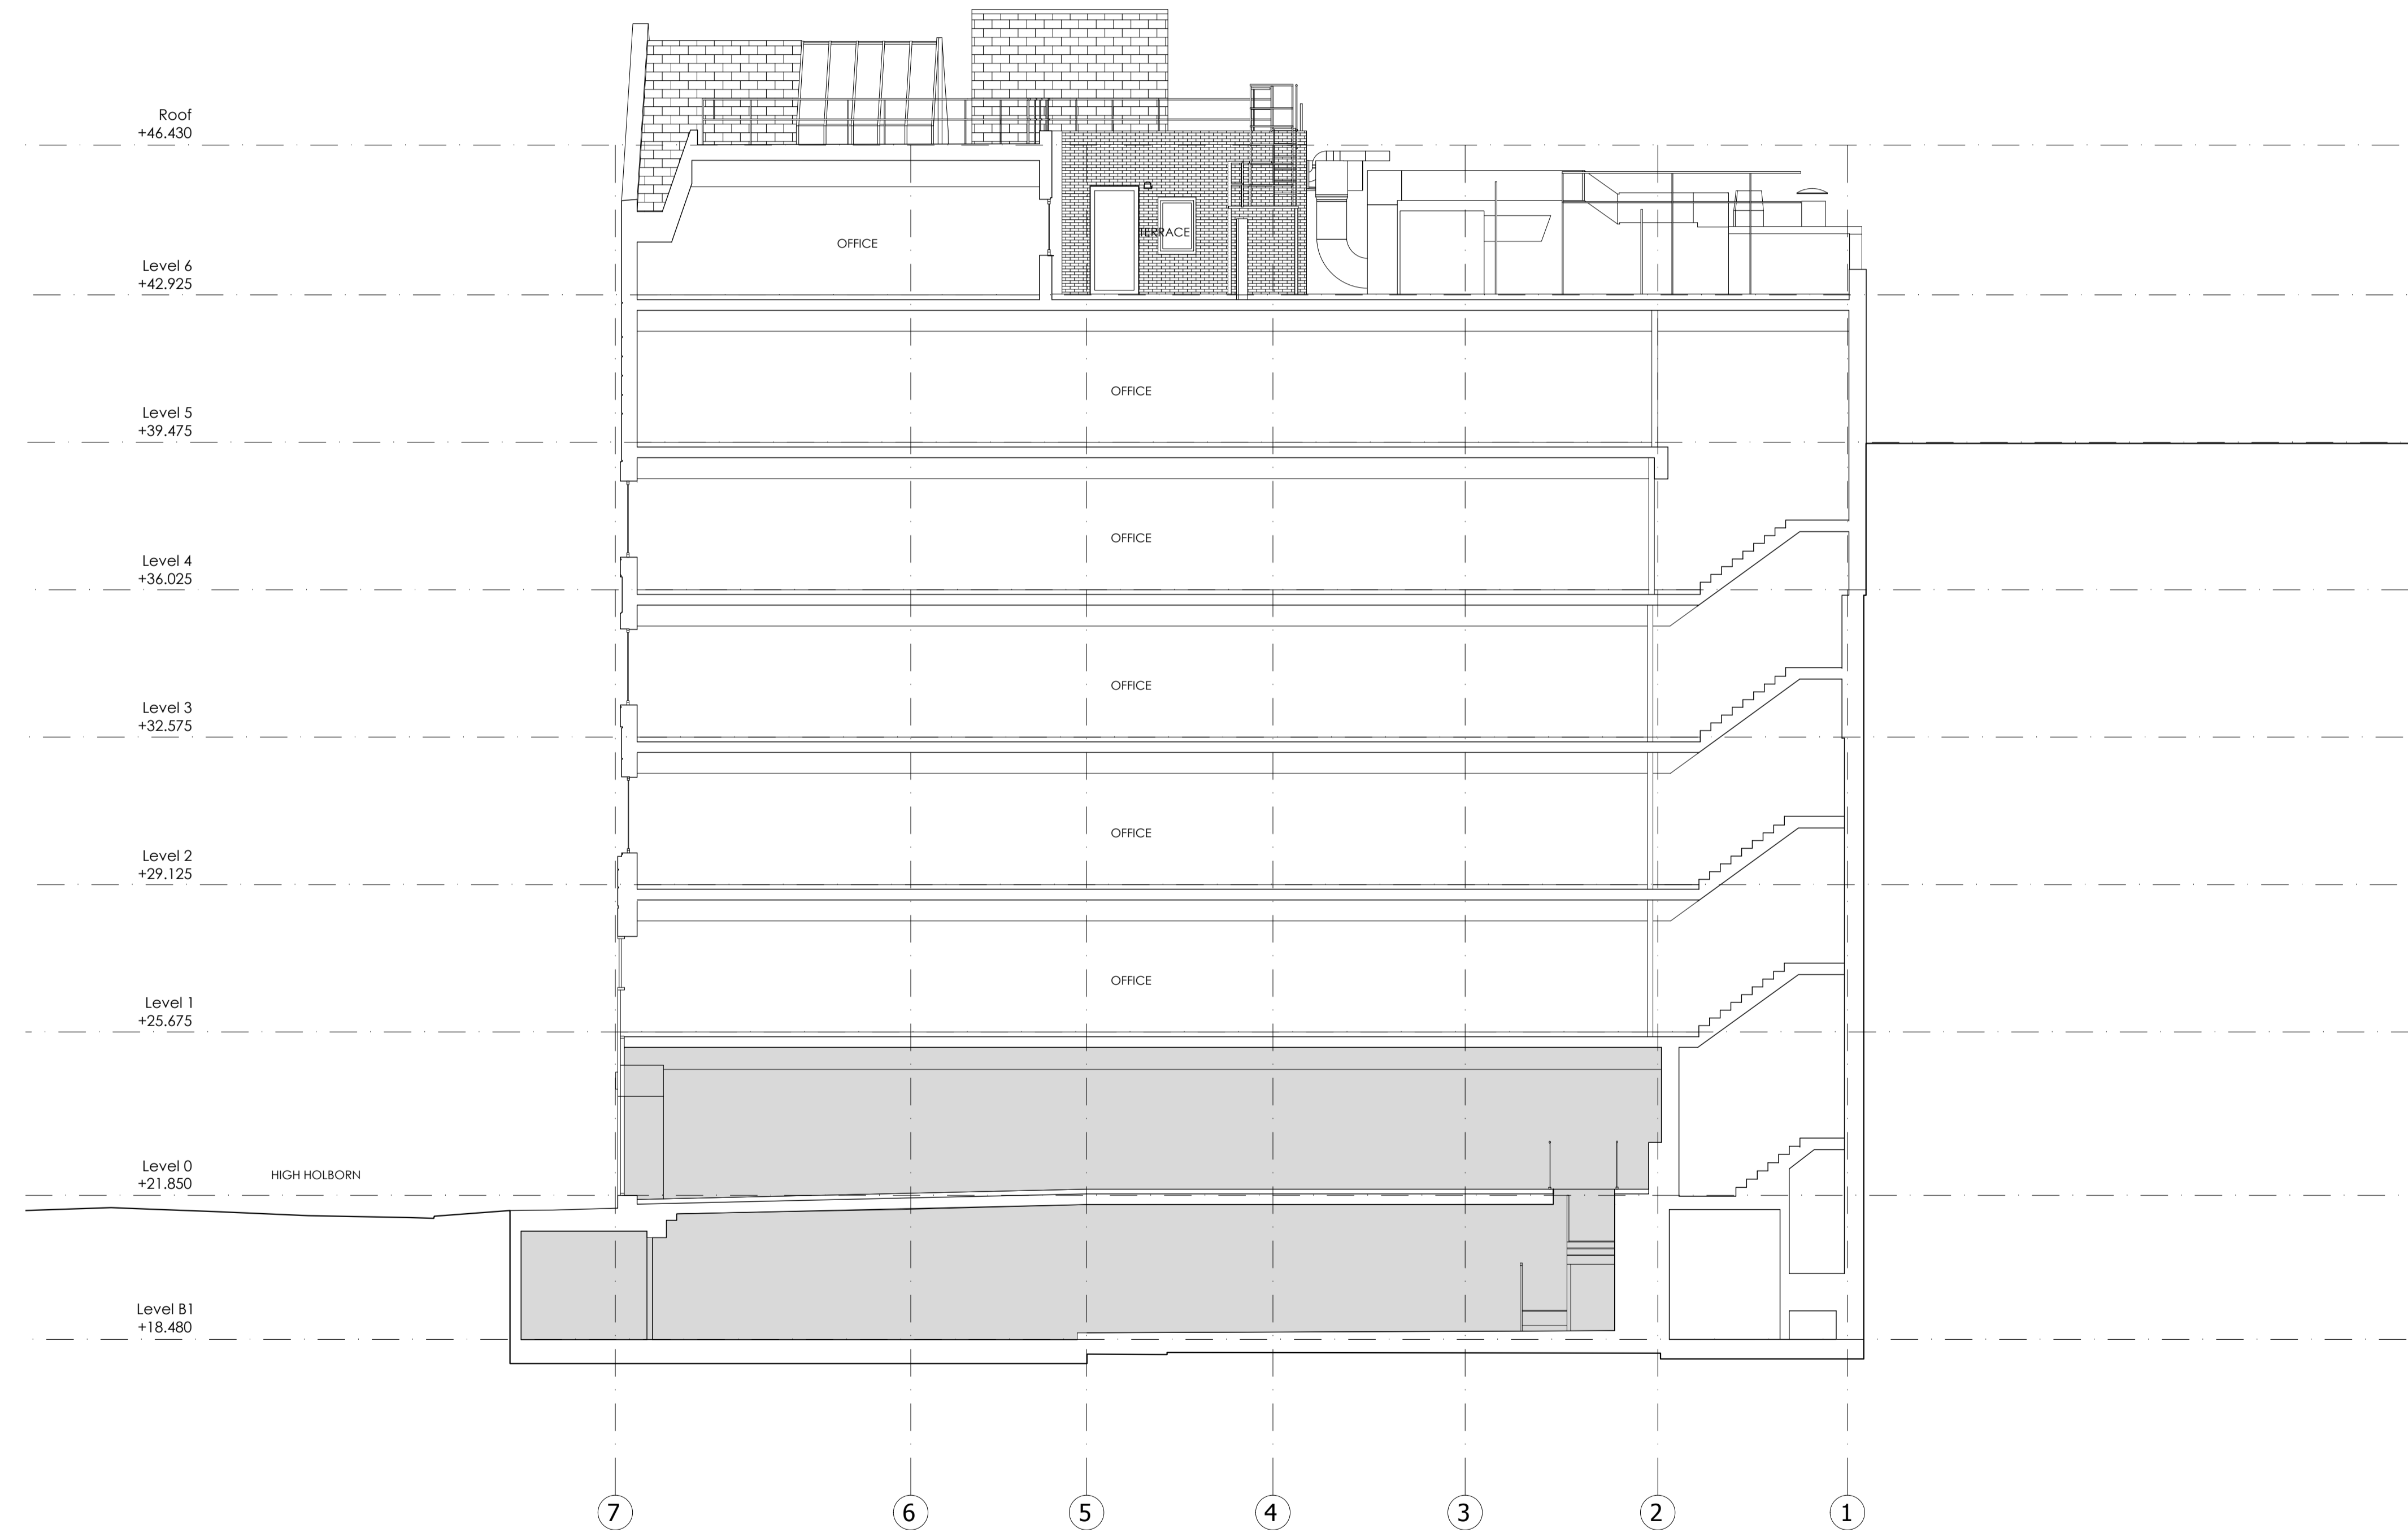 Roof
+46.430
OFFICE
TERRACE
Level 6
+42.925
OFFICE
Level 5
+39.475
OFFICE
Level 4
+36.025
OFFICE
Level 3
+32.575
OFFICE
Level 2
+29.125
OFFICE
Level 1
+25.675
Level 0
+21.850
HIGH HOLBORN
Level B1
+18.480
7
6
5
4
3
2
1